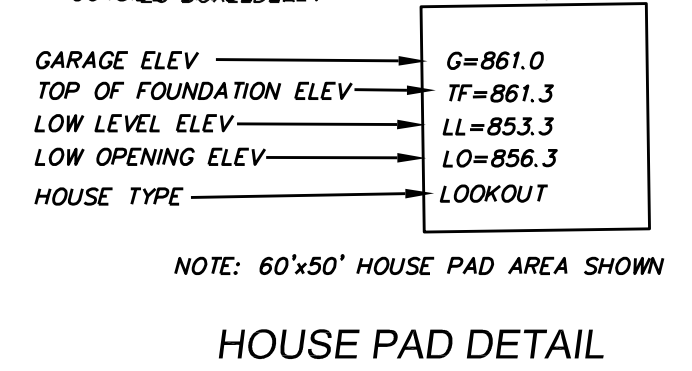 GARAGE ELEV G=861.0
TOP OF FOUNDATION ELEV TF=861.3
LOW LEVEL ELEV LL=853.3
LOW OPENING ELEV LO=856.3
HOUSE TYPE LOOKOUT
NOTE: 60'x50' HOUSE PAD AREA SHOWN
HOUSE PAD DETAIL